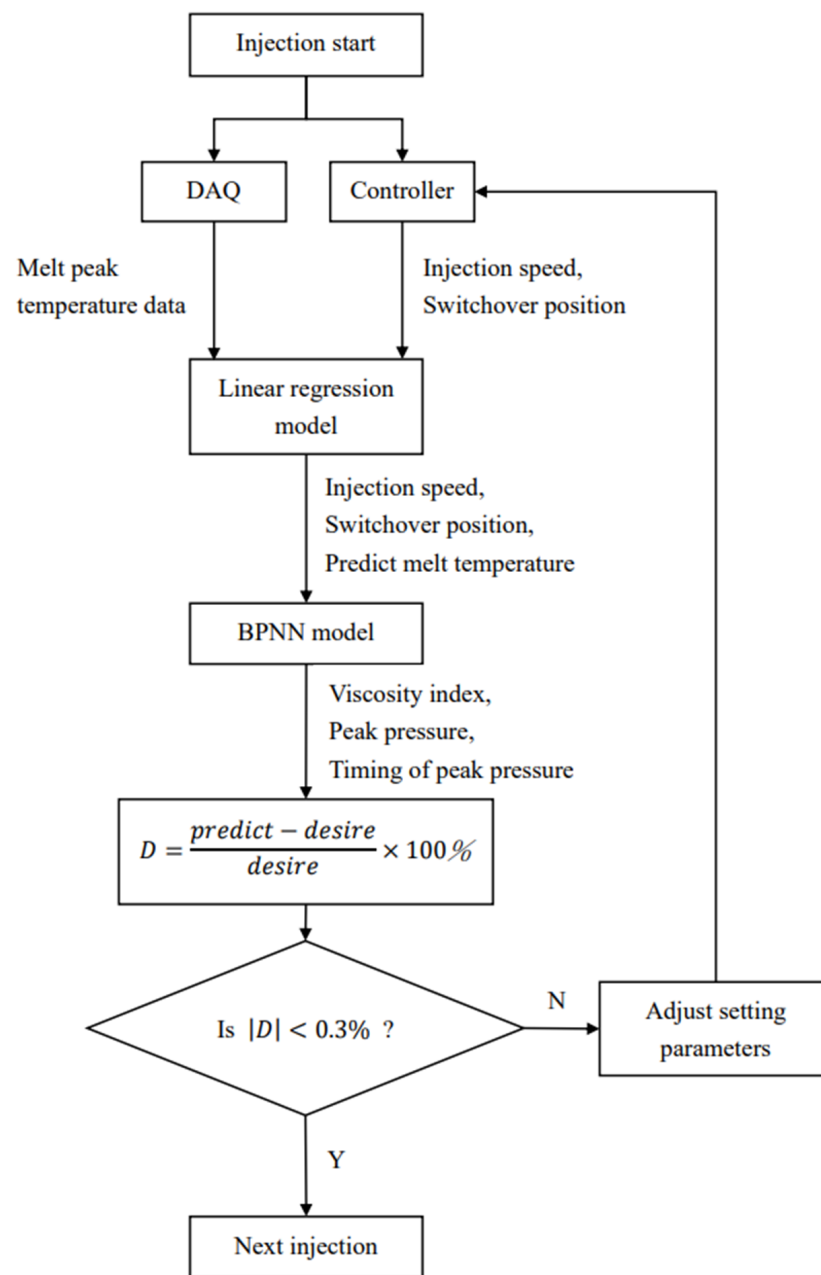 Injection start
DAQ
Controller
Melt peak
temperature data
Injection speed,
Switchover position
Linear regression
model
Injection speed,
Switchover position,
Predict melt temperature
BPNN model
Viscosity index,
Peak pressure,
Timing of peak pressure
D = predict − desire / desire × 100%
Is |D| < 0.3% ?
N
Adjust setting
parameters
Y
Next injection